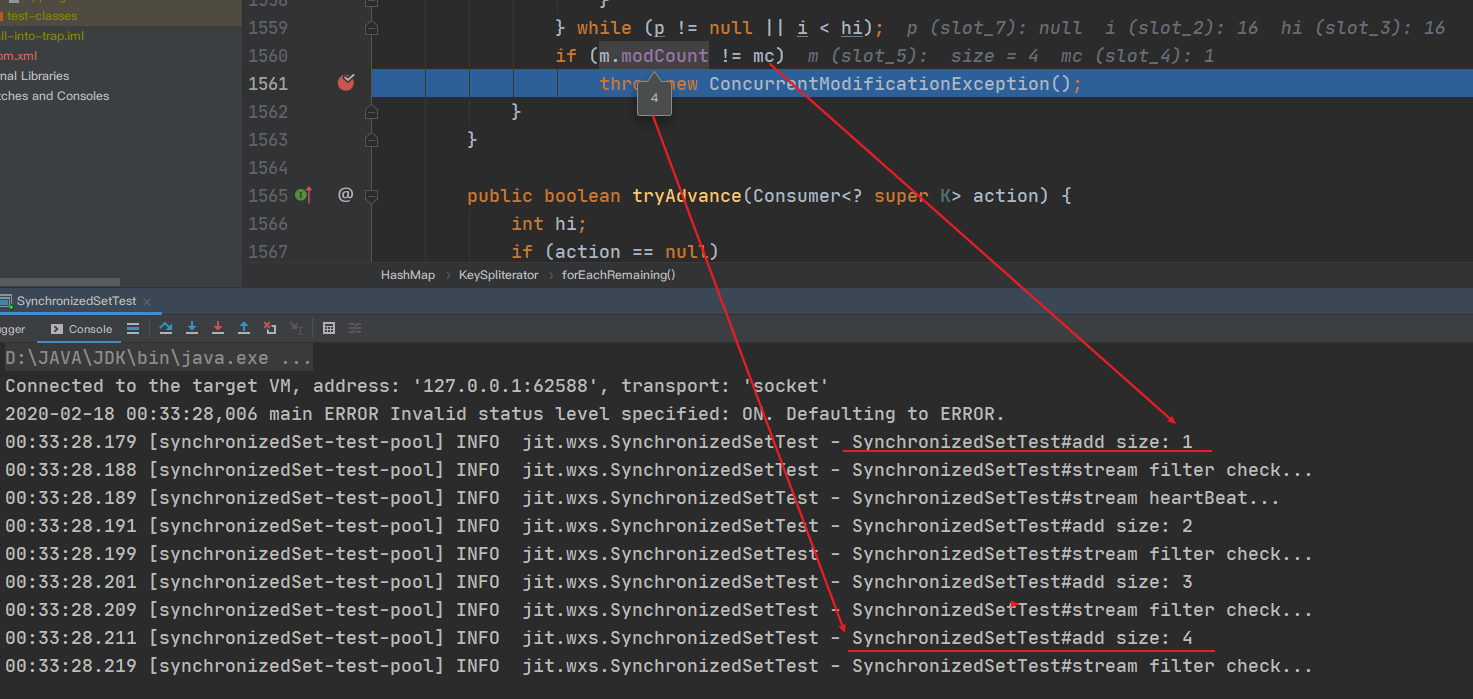 1558 }
test-classes
ll-into-trap.iml
1559 } while (p != null || i < hi); p (slot_7): null i (slot_2): 16 hi (slot_3): 16
om.xml
1560 if (m.modCount != mc) m (slot_5): size = 4 mc (slot_4): 1
nal Libraries
1561 new ConcurrentModificationException();
tches and Consoles
4
1562 }
1563 }
1564
1565 @ public boolean tryAdvance(Consumer<? super K> action) {
1566 int hi;
1567 if (action == null)
HashMap › KeySpliterator › forEachRemaining()
SynchronizedSetTest ×
gger Console
D:\JAVA\JDK\bin\java.exe ...
Connected to the target VM, address: '127.0.0.1:62588', transport: 'socket'
2020-02-18 00:33:28,006 main ERROR Invalid status level specified: ON. Defaulting to ERROR.
00:33:28.179 [synchronizedSet-test-pool] INFO jit.wxs.SynchronizedSetTest - SynchronizedSetTest#add size: 1
00:33:28.188 [synchronizedSet-test-pool] INFO jit.wxs.SynchronizedSetTest - SynchronizedSetTest#stream filter check...
00:33:28.189 [synchronizedSet-test-pool] INFO jit.wxs.SynchronizedSetTest - SynchronizedSetTest#stream heartBeat...
00:33:28.191 [synchronizedSet-test-pool] INFO jit.wxs.SynchronizedSetTest - SynchronizedSetTest#add size: 2
00:33:28.199 [synchronizedSet-test-pool] INFO jit.wxs.SynchronizedSetTest - SynchronizedSetTest#stream filter check...
00:33:28.201 [synchronizedSet-test-pool] INFO jit.wxs.SynchronizedSetTest - SynchronizedSetTest#add size: 3
00:33:28.209 [synchronizedSet-test-pool] INFO jit.wxs.SynchronizedSetTest - SynchronizedSetTest#stream filter check...
00:33:28.211 [synchronizedSet-test-pool] INFO jit.wxs.SynchronizedSetTest - SynchronizedSetTest#add size: 4
00:33:28.219 [synchronizedSet-test-pool] INFO jit.wxs.SynchronizedSetTest - SynchronizedSetTest#stream filter check...